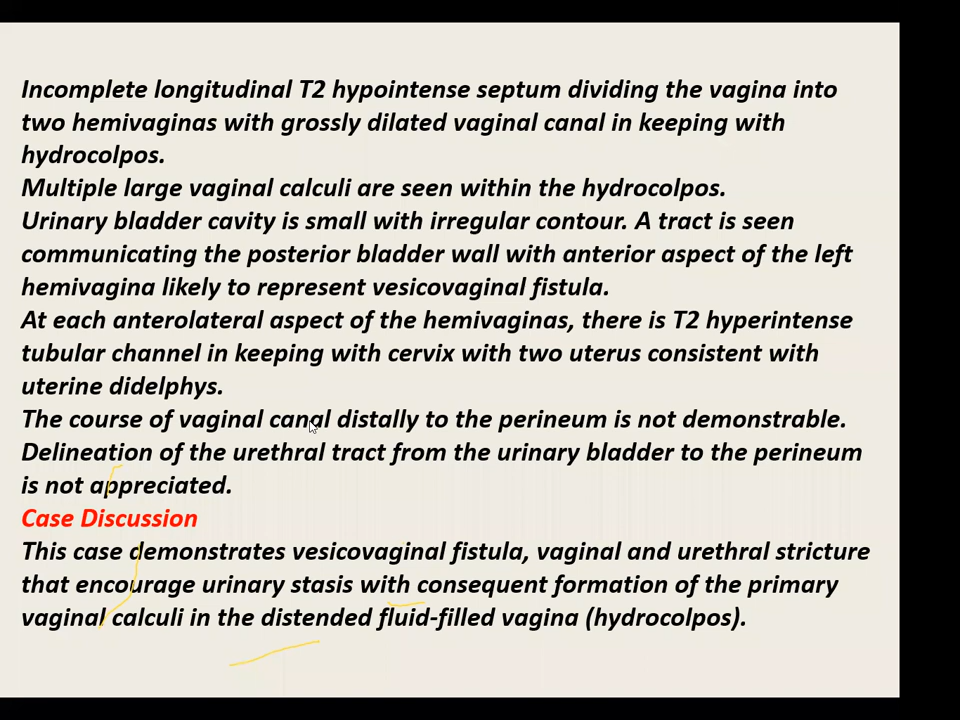 Incomplete longitudinal T2 hypointense septum dividing the vagina into
two hemivaginas with grossly dilated vaginal canal in keeping with
hydrocolpos.
Multiple large vaginal calculi are seen within the hydrocolpos.
Urinary bladder cavity is small with irregular contour. A tract is seen
communicating the posterior bladder wall with anterior aspect of the left
hemivagina likely to represent vesicovaginal fistula.
At each anterolateral aspect of the hemivaginas, there is T2 hyperintense
tubular channel in keeping with cervix with two uterus consistent with
uterine didelphys.
The course of vaginal canal distally to the perineum is not demonstrable.
Delineation of the urethral tract from the urinary bladder to the perineum
is not appreciated.
Case Discussion
This case demonstrates vesicovaginal fistula, vaginal and urethral stricture
that encourage urinary stasis with consequent formation of the primary
vaginal calculi in the distended fluid-filled vagina (hydrocolpos).